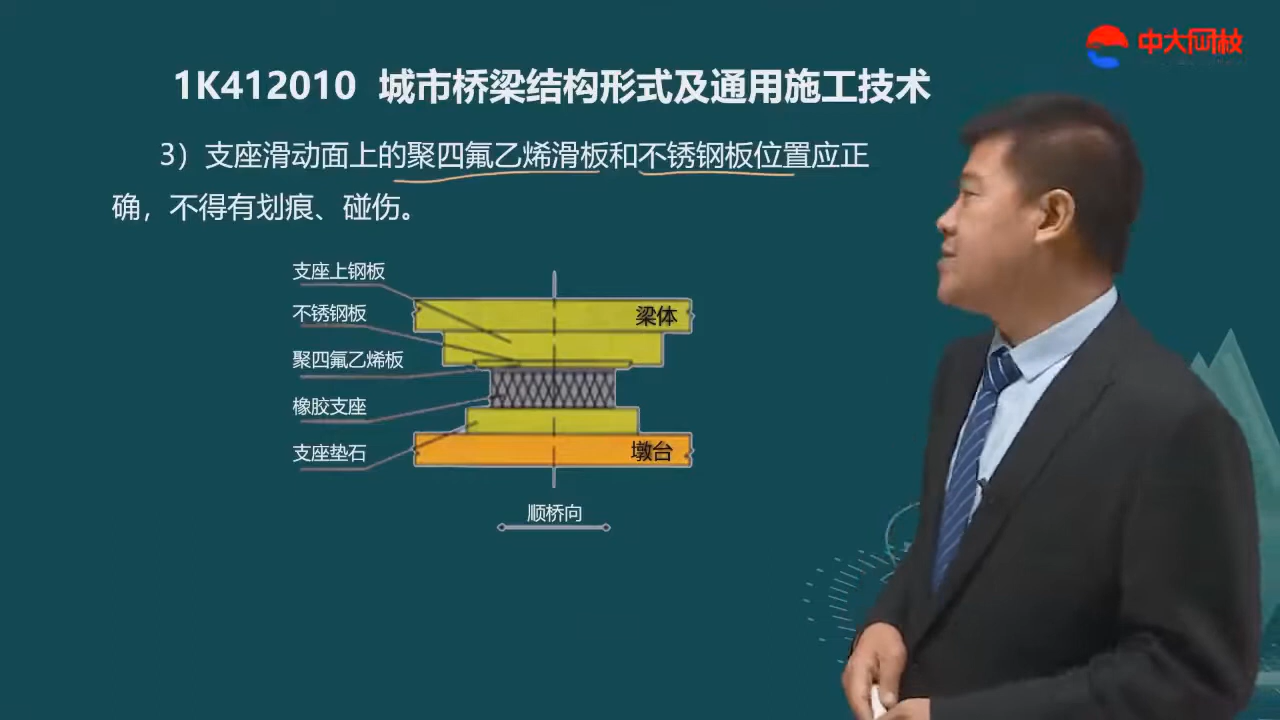 中大网校
1K412010 城市桥梁结构形式及通用施工技术
3）支座滑动面上的聚四氟乙烯滑板和不锈钢板位置应正
确，不得有划痕、碰伤。
支座上钢板
不锈钢板
梁体
聚四氟乙烯板
橡胶支座
支座垫石
墩台
顺桥向